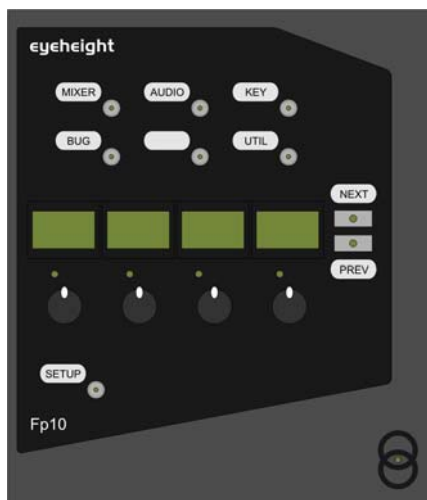 eyeheight
MIXER
AUDIO
KEY
BUG
UTIL
NEXT
PREV
SETUP
Fp10